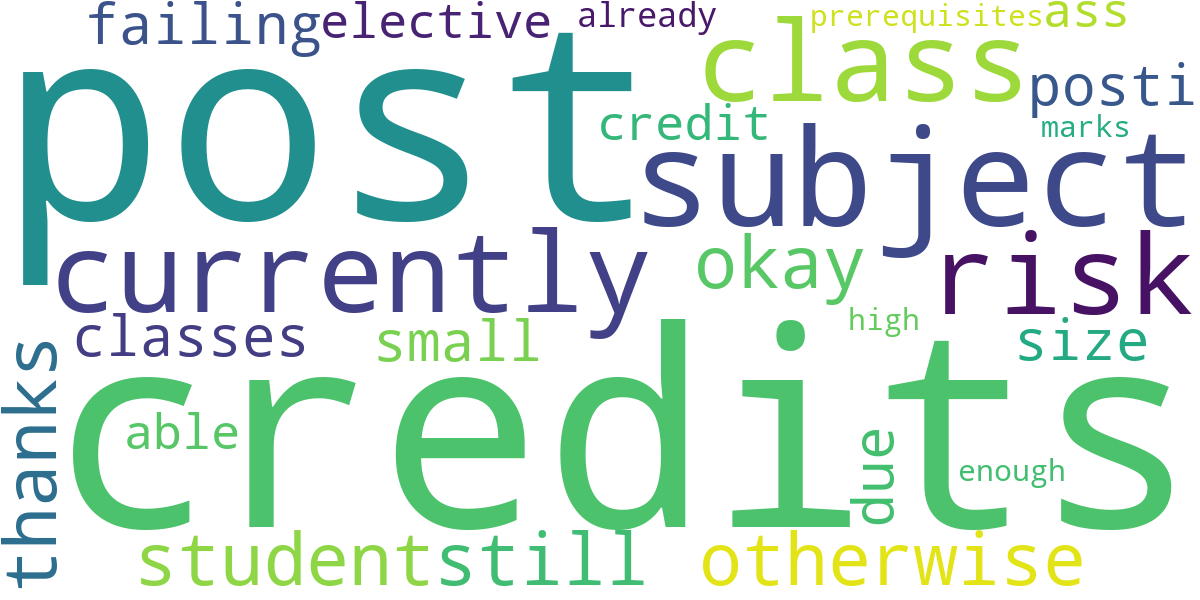 failing elective already prerequisites ass
post class posti
credit marks
subject
currently okay risk
classes small high size
thanks credits
able due enough
student still otherwise